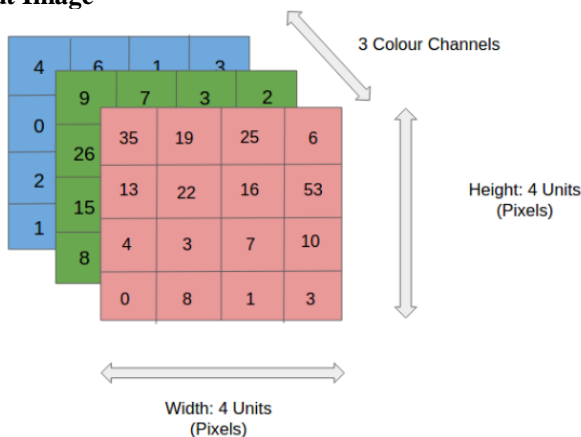 Image
3 Colour Channels
4 6 1 3
9 7 3 2
0
35 19 25 6
26
2
13 22 16 53
Height: 4 Units
(Pixels)
15
1
4 3 7 10
8
0 8 1 3
Width: 4 Units
(Pixels)